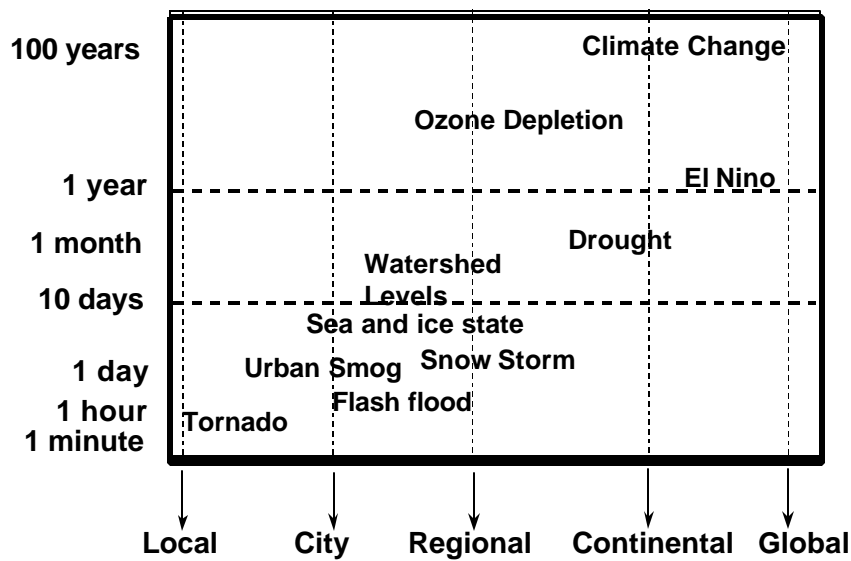 100 years
Climate Change
Ozone Depletion
1 year
El Nino
1 month
Drought
Watershed
Levels
10 days
Sea and ice state
1 day
Urban Smog
Snow Storm
1 hour
Flash flood
Tornado
1 minute
Local
City
Regional
Continental
Global